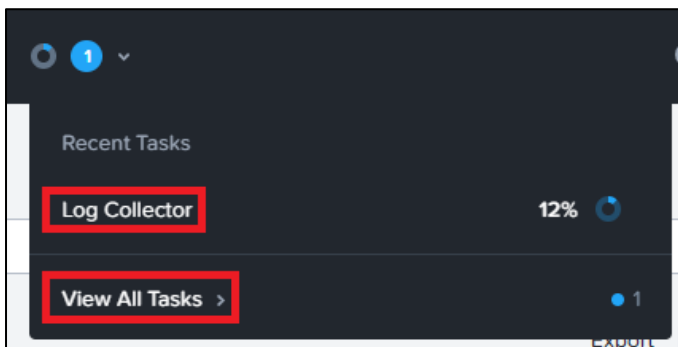 1
Recent Tasks
Log Collector 12%
View All Tasks > 1
Export